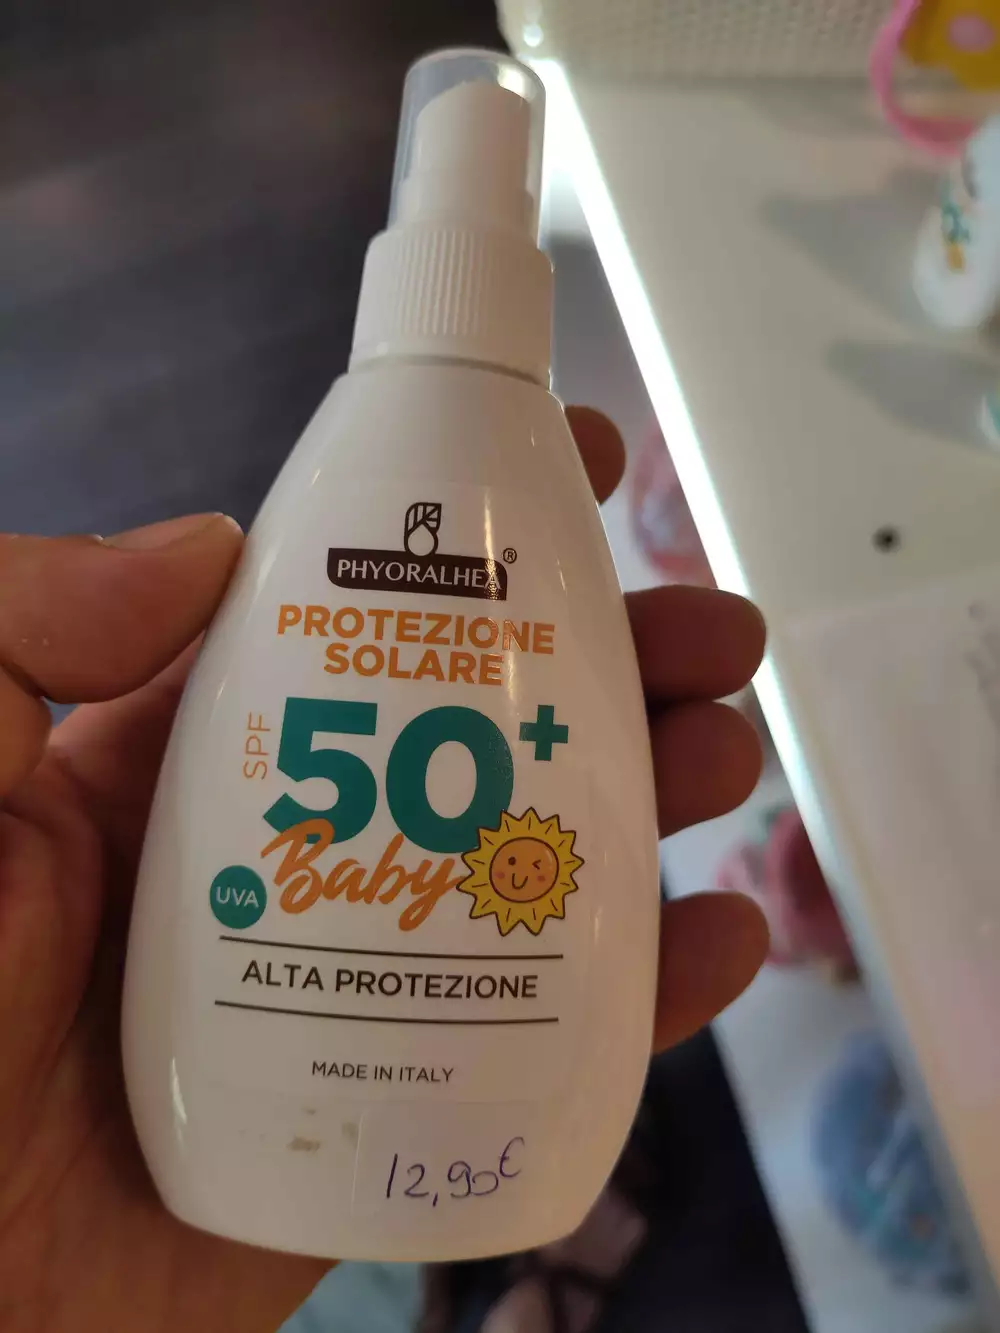 PHYORALHEA®
PROTEZIONE
SOLARE
SPF
50+
Baby
UVA
ALTA PROTEZIONE
MADE IN ITALY
12,90€